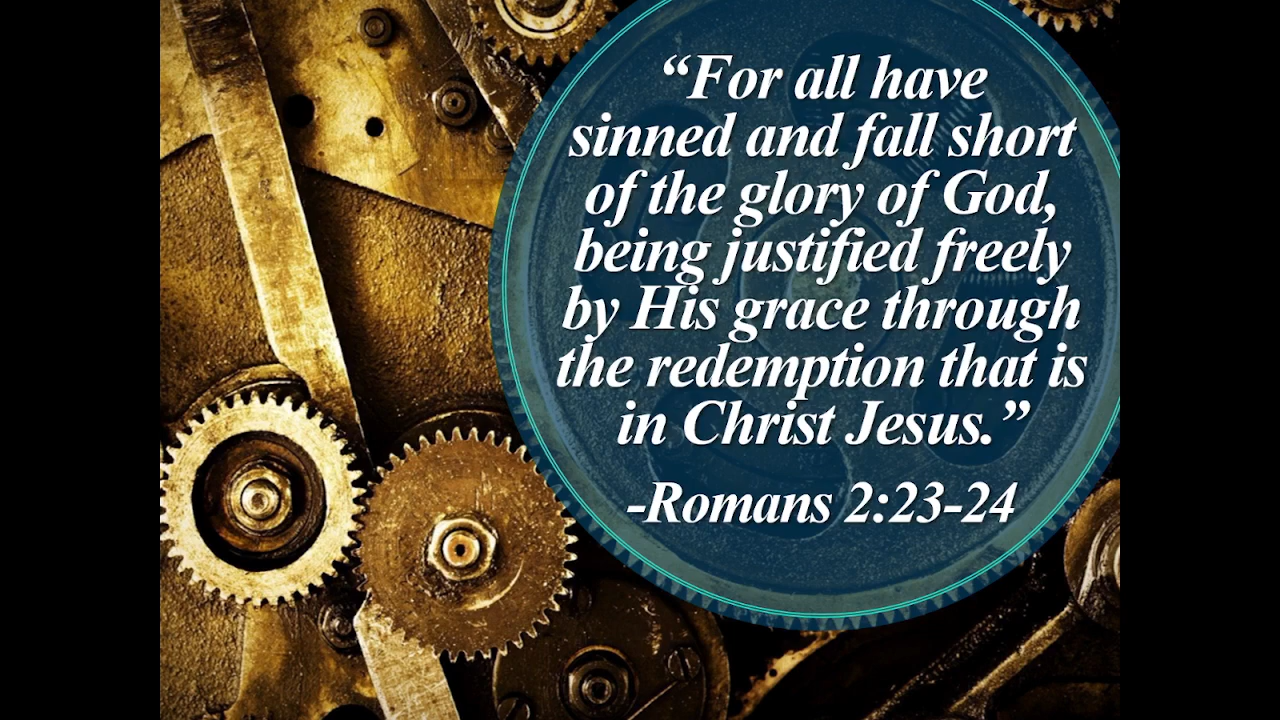 “For all have
sinned and fall short
of the glory of God,
being justified freely
by His grace through
the redemption that is
in Christ Jesus.”
-Romans 2:23-24